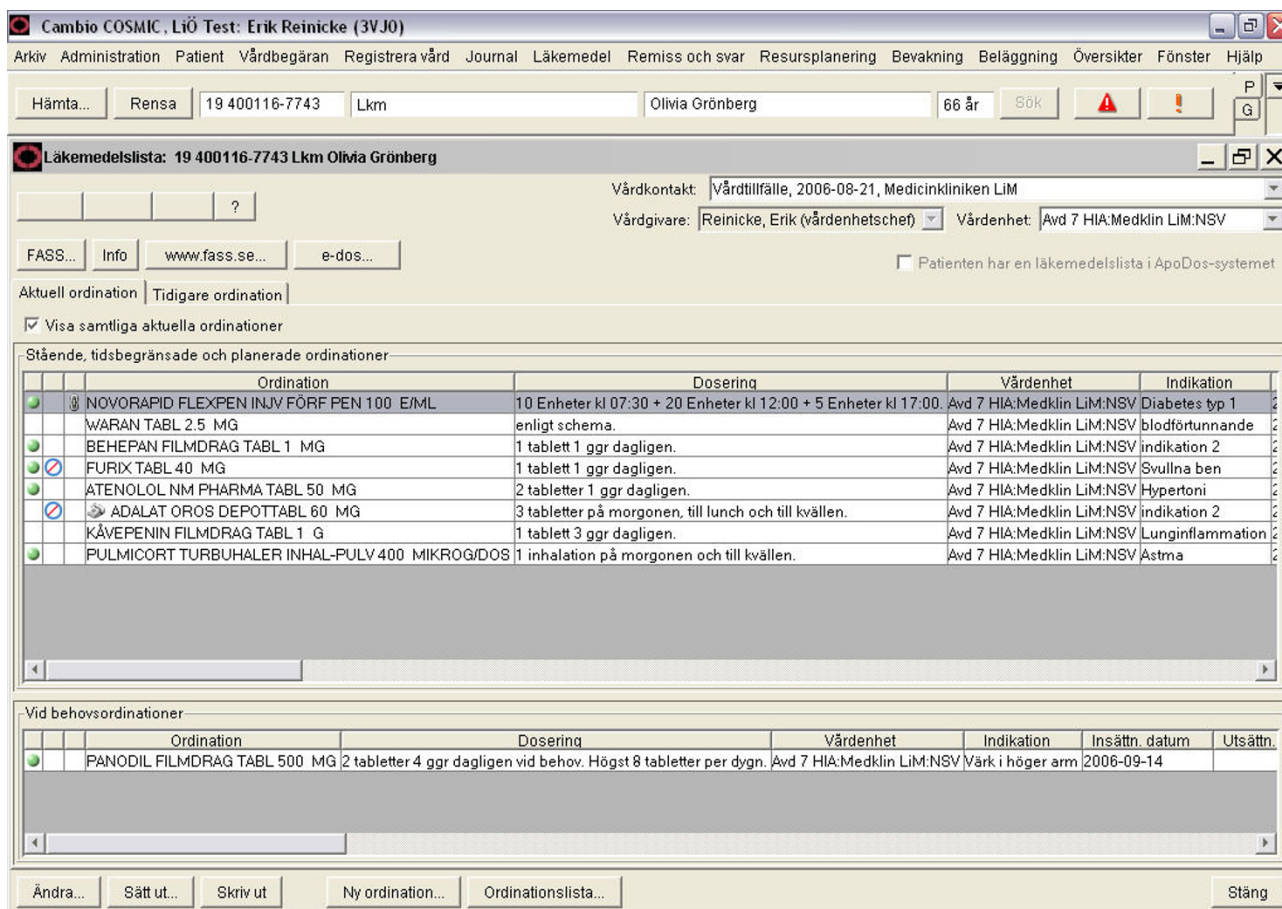 Cambio COSMIC, LiÖ Test: Erik Reinicke (3VJ0)
Arkiv Administration Patient Vårdbegäran Registrera vård Journal Läkemedel Remiss och svar Resursplanering Bevakning Beläggning Översikter Fönster Hjälp
Hämta... Rensa 19 400116-7743 Lkm Olivia Grönberg 66 år Sök P
G
Läkemedelslista: 19 400116-7743 Lkm Olivia Grönberg
Vårdkontakt: Vårdtillfälle, 2006-08-21, Medicinkliniken LiM
? Vårdgivare: Reinicke, Erik (vårdenhetschef) Vårdenhet: Avd 7 HIA:Medklin LiM:NSV
FASS... Info www.fass.se... e-dos... Patienten har en läkemedelslista i ApoDos-systemet
Aktuell ordination Tidigare ordination
Visa samtliga aktuella ordinationer
Stående, tidsbegränsade och planerade ordinationer
Ordination Dosering Vårdenhet Indikation
NOVORAPID FLEXPEN INJV FÖRF PEN 100 E/ML 10 Enheter kl 07:30 + 20 Enheter kl 12:00 + 5 Enheter kl 17:00. Avd 7 HIA:Medklin LiM:NSV Diabetes typ 1 2
WARAN TABL 2.5 MG enligt schema. Avd 7 HIA:Medklin LiM:NSV blodförtunnande 2
BEHEPAN FILMDRAG TABL 1 MG 1 tablett 1 ggr dagligen. Avd 7 HIA:Medklin LiM:NSV indikation 2 2
FURIX TABL 40 MG 1 tablett 1 ggr dagligen. Avd 7 HIA:Medklin LiM:NSV Svullna ben 2
ATENOLOL NM PHARMA TABL 50 MG 2 tabletter 1 ggr dagligen. Avd 7 HIA:Medklin LiM:NSV Hypertoni 2
ADALAT OROS DEPOTTABL 60 MG 3 tabletter på morgonen, till lunch och till kvällen. Avd 7 HIA:Medklin LiM:NSV indikation 2 2
KÅVEPENIN FILMDRAG TABL 1 G 1 tablett 3 ggr dagligen. Avd 7 HIA:Medklin LiM:NSV Lunginflammation 2
PULMICORT TURBUHALER INHAL-PULV 400 MIKROG/DOS 1 inhalation på morgonen och till kvällen. Avd 7 HIA:Medklin LiM:NSV Astma 2
Vid behovsordinationer
Ordination Dosering Vårdenhet Indikation Insättn. datum Utsättn.
PANODIL FILMDRAG TABL 500 MG 2 tabletter 4 ggr dagligen vid behov. Högst 8 tabletter per dygn. Avd 7 HIA:Medklin LiM:NSV Värk i höger arm 2006-09-14
Ändra... Sätt ut... Skriv ut Ny ordination... Ordinationslista... Stäng